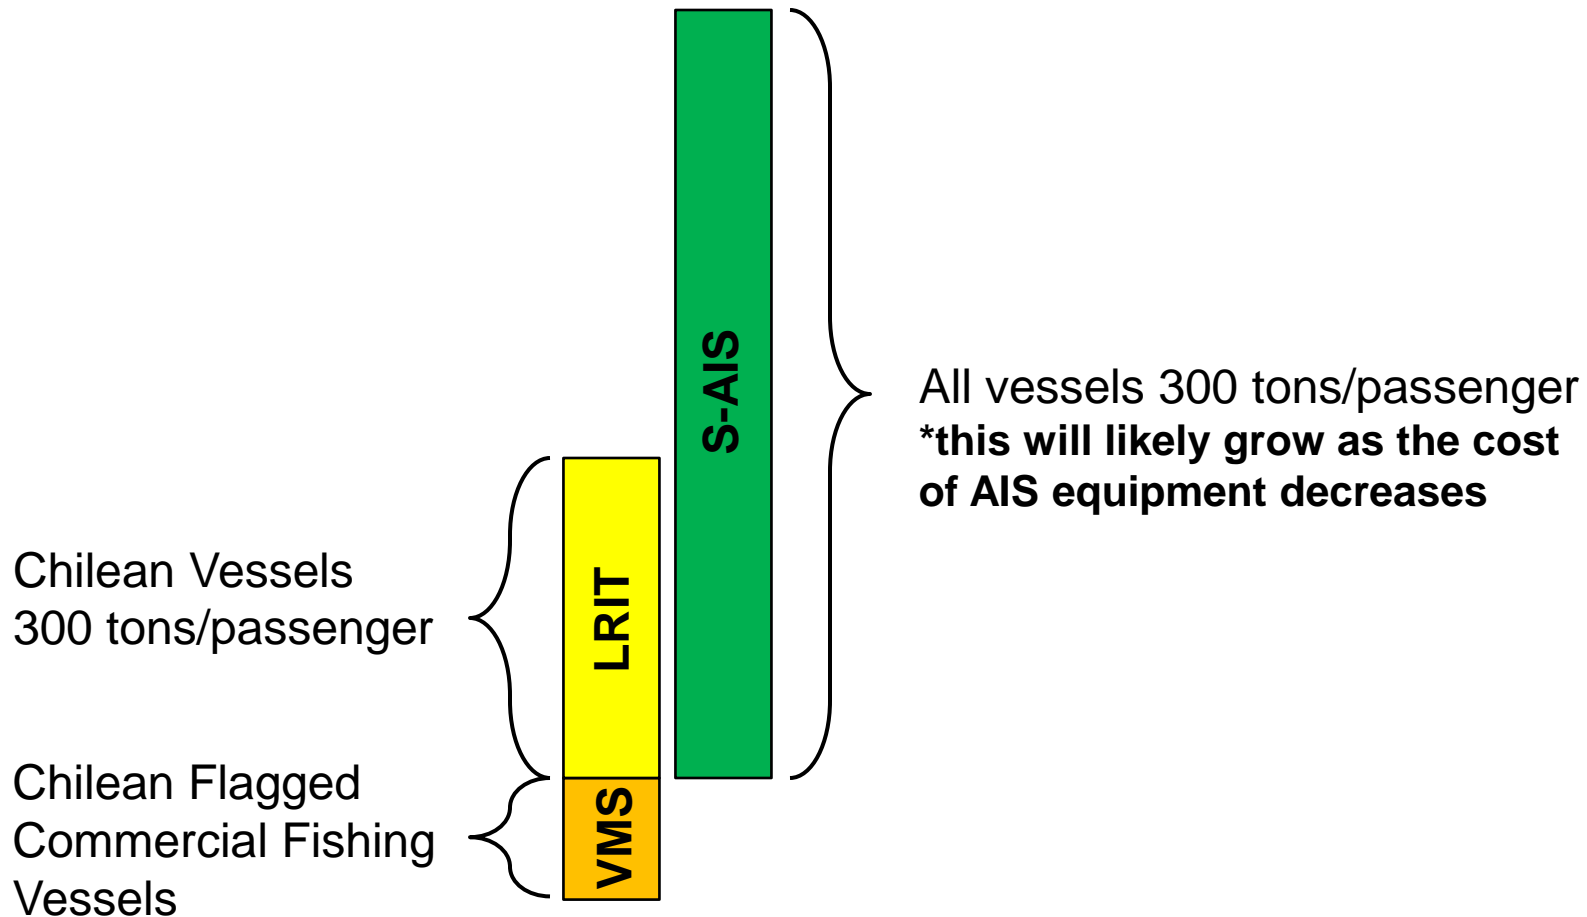 S-AIS
All vessels 300 tons/passenger
*this will likely grow as the cost
of AIS equipment decreases
LRIT
Chilean Vessels
300 tons/passenger
VMS
Chilean Flagged
Commercial Fishing
Vessels